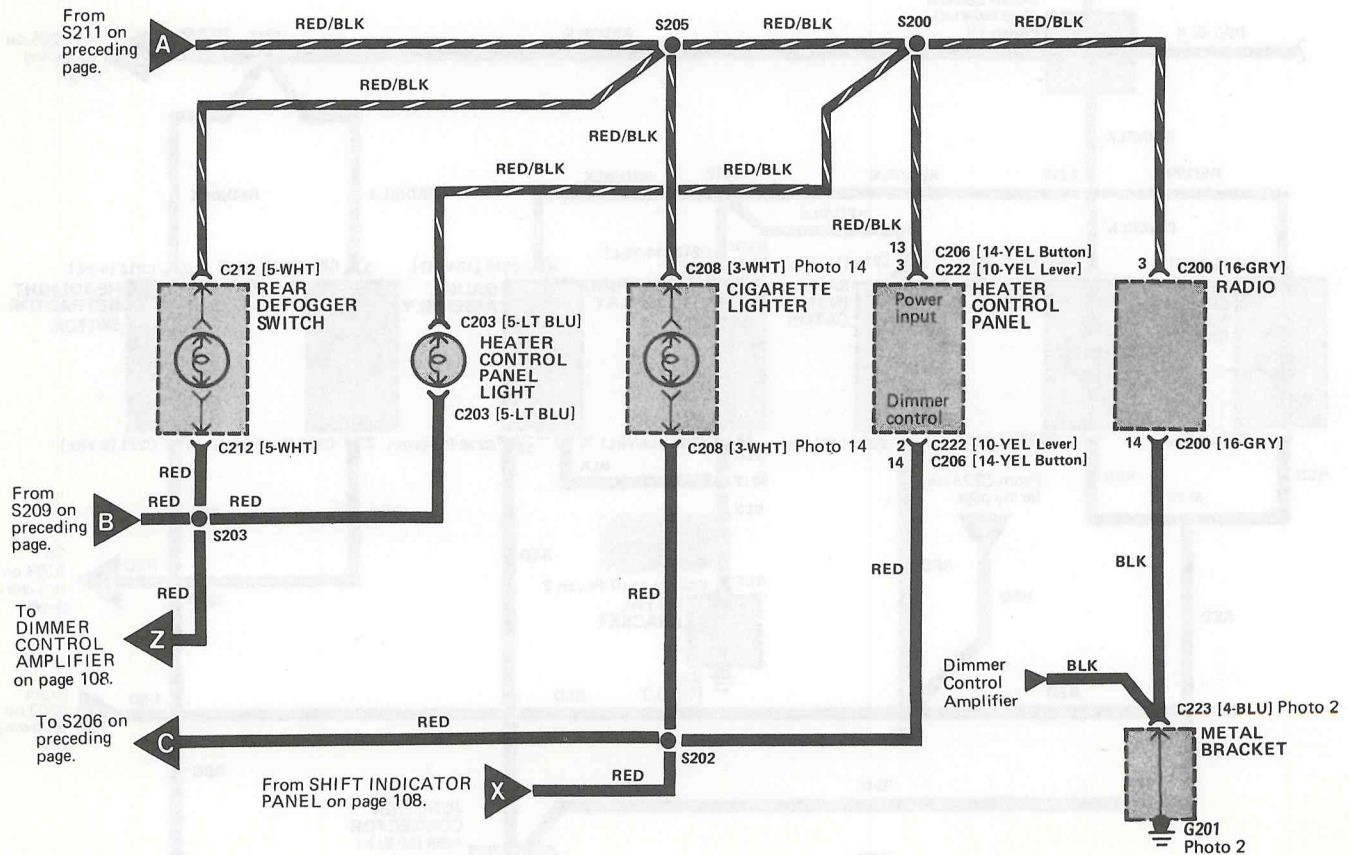 From
S211 on
preceding
page.
A
RED/BLK
S205
RED/BLK
S200
RED/BLK
RED/BLK
RED/BLK
RED/BLK
RED/BLK
RED/BLK
13
3
C206 [14-YEL Button]
C222 [10-YEL Lever]
HEATER
CONTROL
PANEL
Power
input
Dimmer
control
3
C200 [16-GRY]
RADIO
C212 [5-WHT]
REAR
DEFOGGER
SWITCH
C203 [5-LT BLU]
HEATER
CONTROL
PANEL
LIGHT
C203 [5-LT BLU]
C208 [3-WHT] Photo 14
CIGARETTE
LIGHTER
C212 [5-WHT]
C208 [3-WHT] Photo 14
2
14
C222 [10-YEL Lever]
C206 [14-YEL Button]
14
C200 [16-GRY]
RED
From
S209 on
preceding
page.
B
RED
RED
S203
RED
RED
RED
BLK
To
DIMMER
CONTROL
AMPLIFIER
on page 108.
Z
Dimmer
Control
Amplifier
BLK
C223 [4-BLU] Photo 2
METAL
BRACKET
To S206 on
preceding
page.
C
RED
S202
From SHIFT INDICATOR
PANEL on page 108.
X
RED
G201
Photo 2